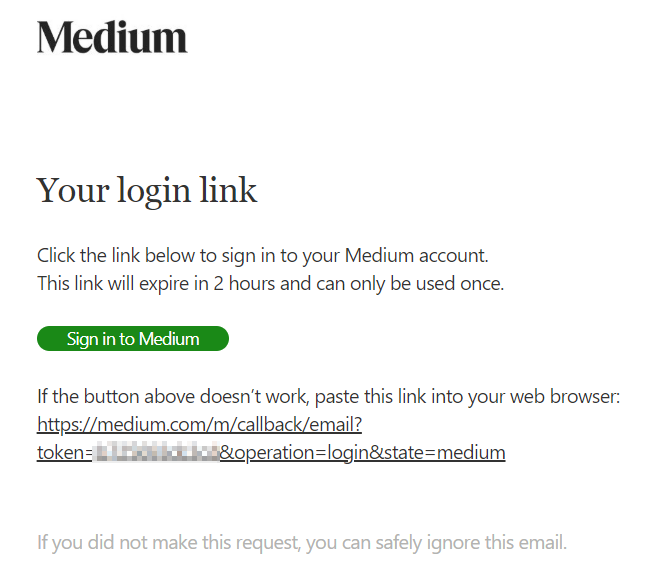 Medium
Your login link
Click the link below to sign in to your Medium account.
This link will expire in 2 hours and can only be used once.
Sign in to Medium
If the button above doesn’t work, paste this link into your web browser:
https://medium.com/m/callback/email?
token=&operation=login&state=medium
If you did not make this request, you can safely ignore this email.